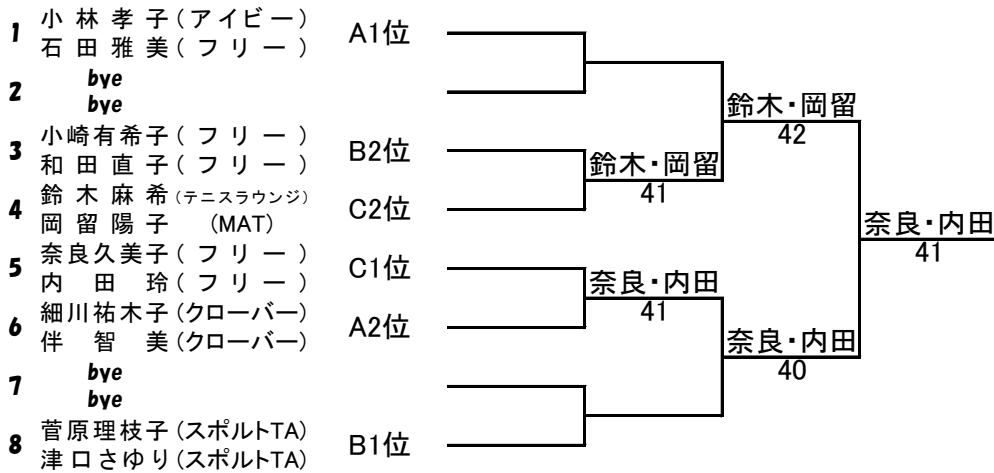 1 小林孝子(アイビー) A1位
石田雅美(フリー)
2 bye
bye
鈴木・岡留
42
3 小崎有希子(フリー) B2位
和田直子(フリー)
鈴木・岡留
41
4 鈴木麻希(テニスラウンジ) C2位
岡留陽子(MAT)
奈良・内田
41
5 奈良久美子(フリー) C1位
内田玲(フリー)
奈良・内田
41
6 細川祐木子(クローバー) A2位
伴智美(クローバー)
奈良・内田
40
7 bye
bye
8 菅原理枝子(スポルトTA) B1位
津口さゆり(スポルトTA)